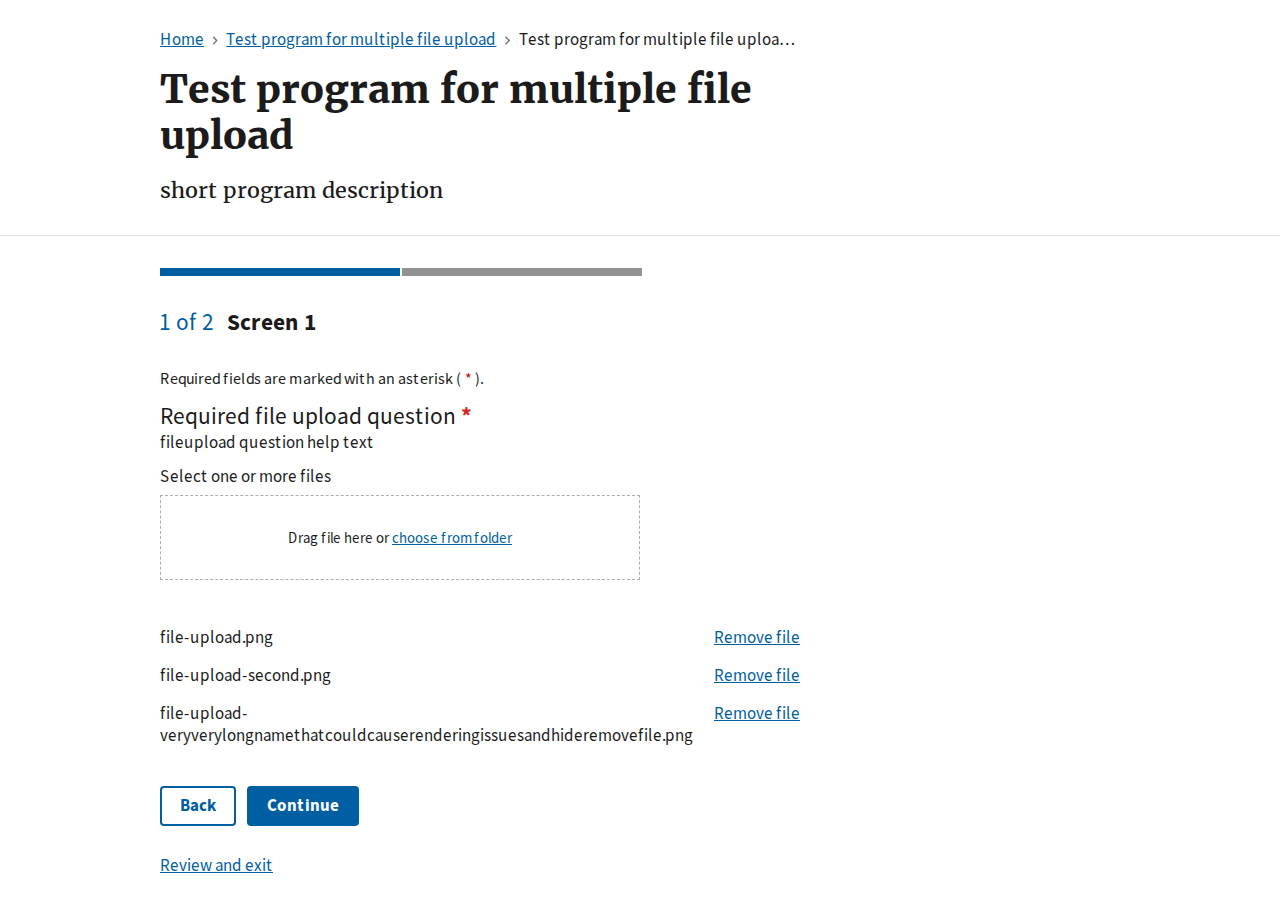 Home > Test program for multiple file upload > Test program for multiple file uploa…
Test program for multiple file
upload
short program description
1 of 2 Screen 1
Required fields are marked with an asterisk ( * ).
Required file upload question *
fileupload question help text
Select one or more files
Drag file here or choose from folder
file-upload.png Remove file
file-upload-second.png Remove file
file-upload- Remove file
veryverylongnamethatcouldcauserenderingissuesandhideremovefile.png
Back Continue
Review and exit